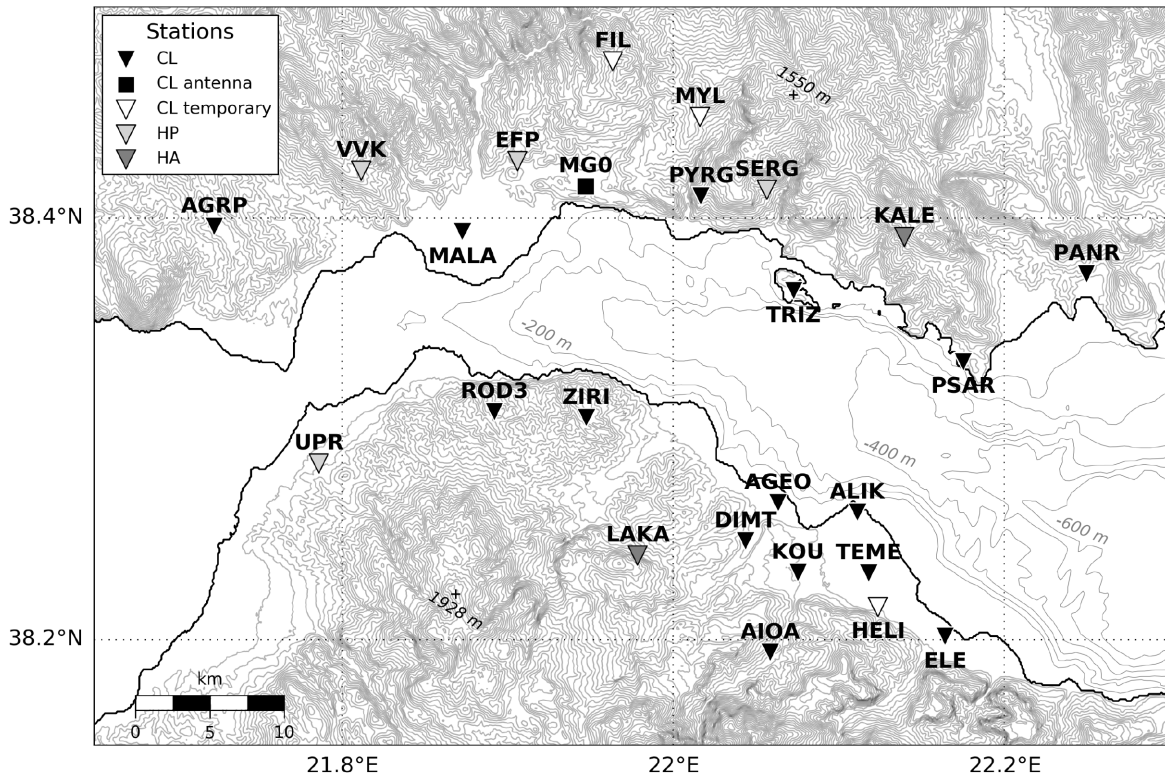 Stations
CL
CL antenna
CL temporary
HP
HA
FIL
1550 m
MYL
EFP
VVK
MG0
PYRG
SERG
AGRP
38.4°N
KALE
MALA
PANR
TRIZ
-200 m
PSAR
ROD3
ZIRI
UPR
-400 m
AGEO
ALIK
DIMT
-600 m
LAKA
KOU
TEME
1928 m
38.2°N
AIOA
HELI
ELE
km
0
5
10
21.8°E
22°E
22.2°E